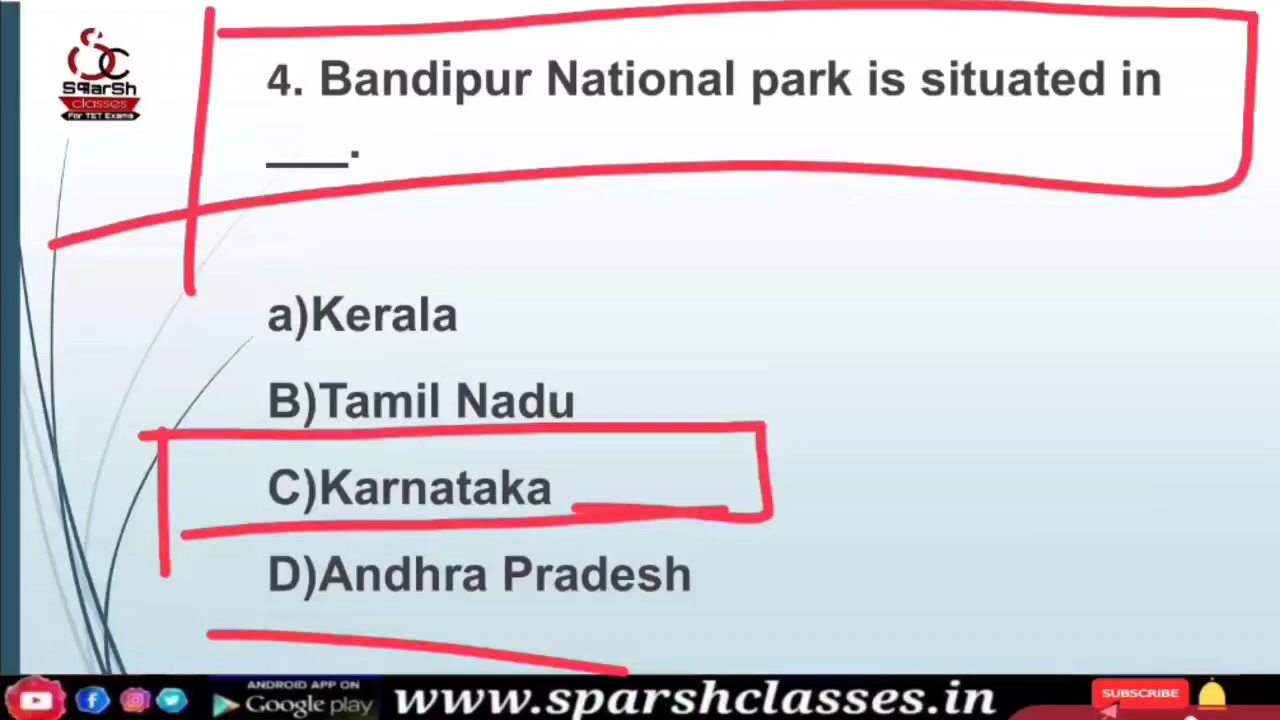 SparSh
classes
For TET Exams
4. Bandipur National park is situated in
___.
a)Kerala
B)Tamil Nadu
C)Karnataka
D)Andhra Pradesh
ANDROID APP ON
Google play
www.sparshclasses.in
SUBSCRIBE